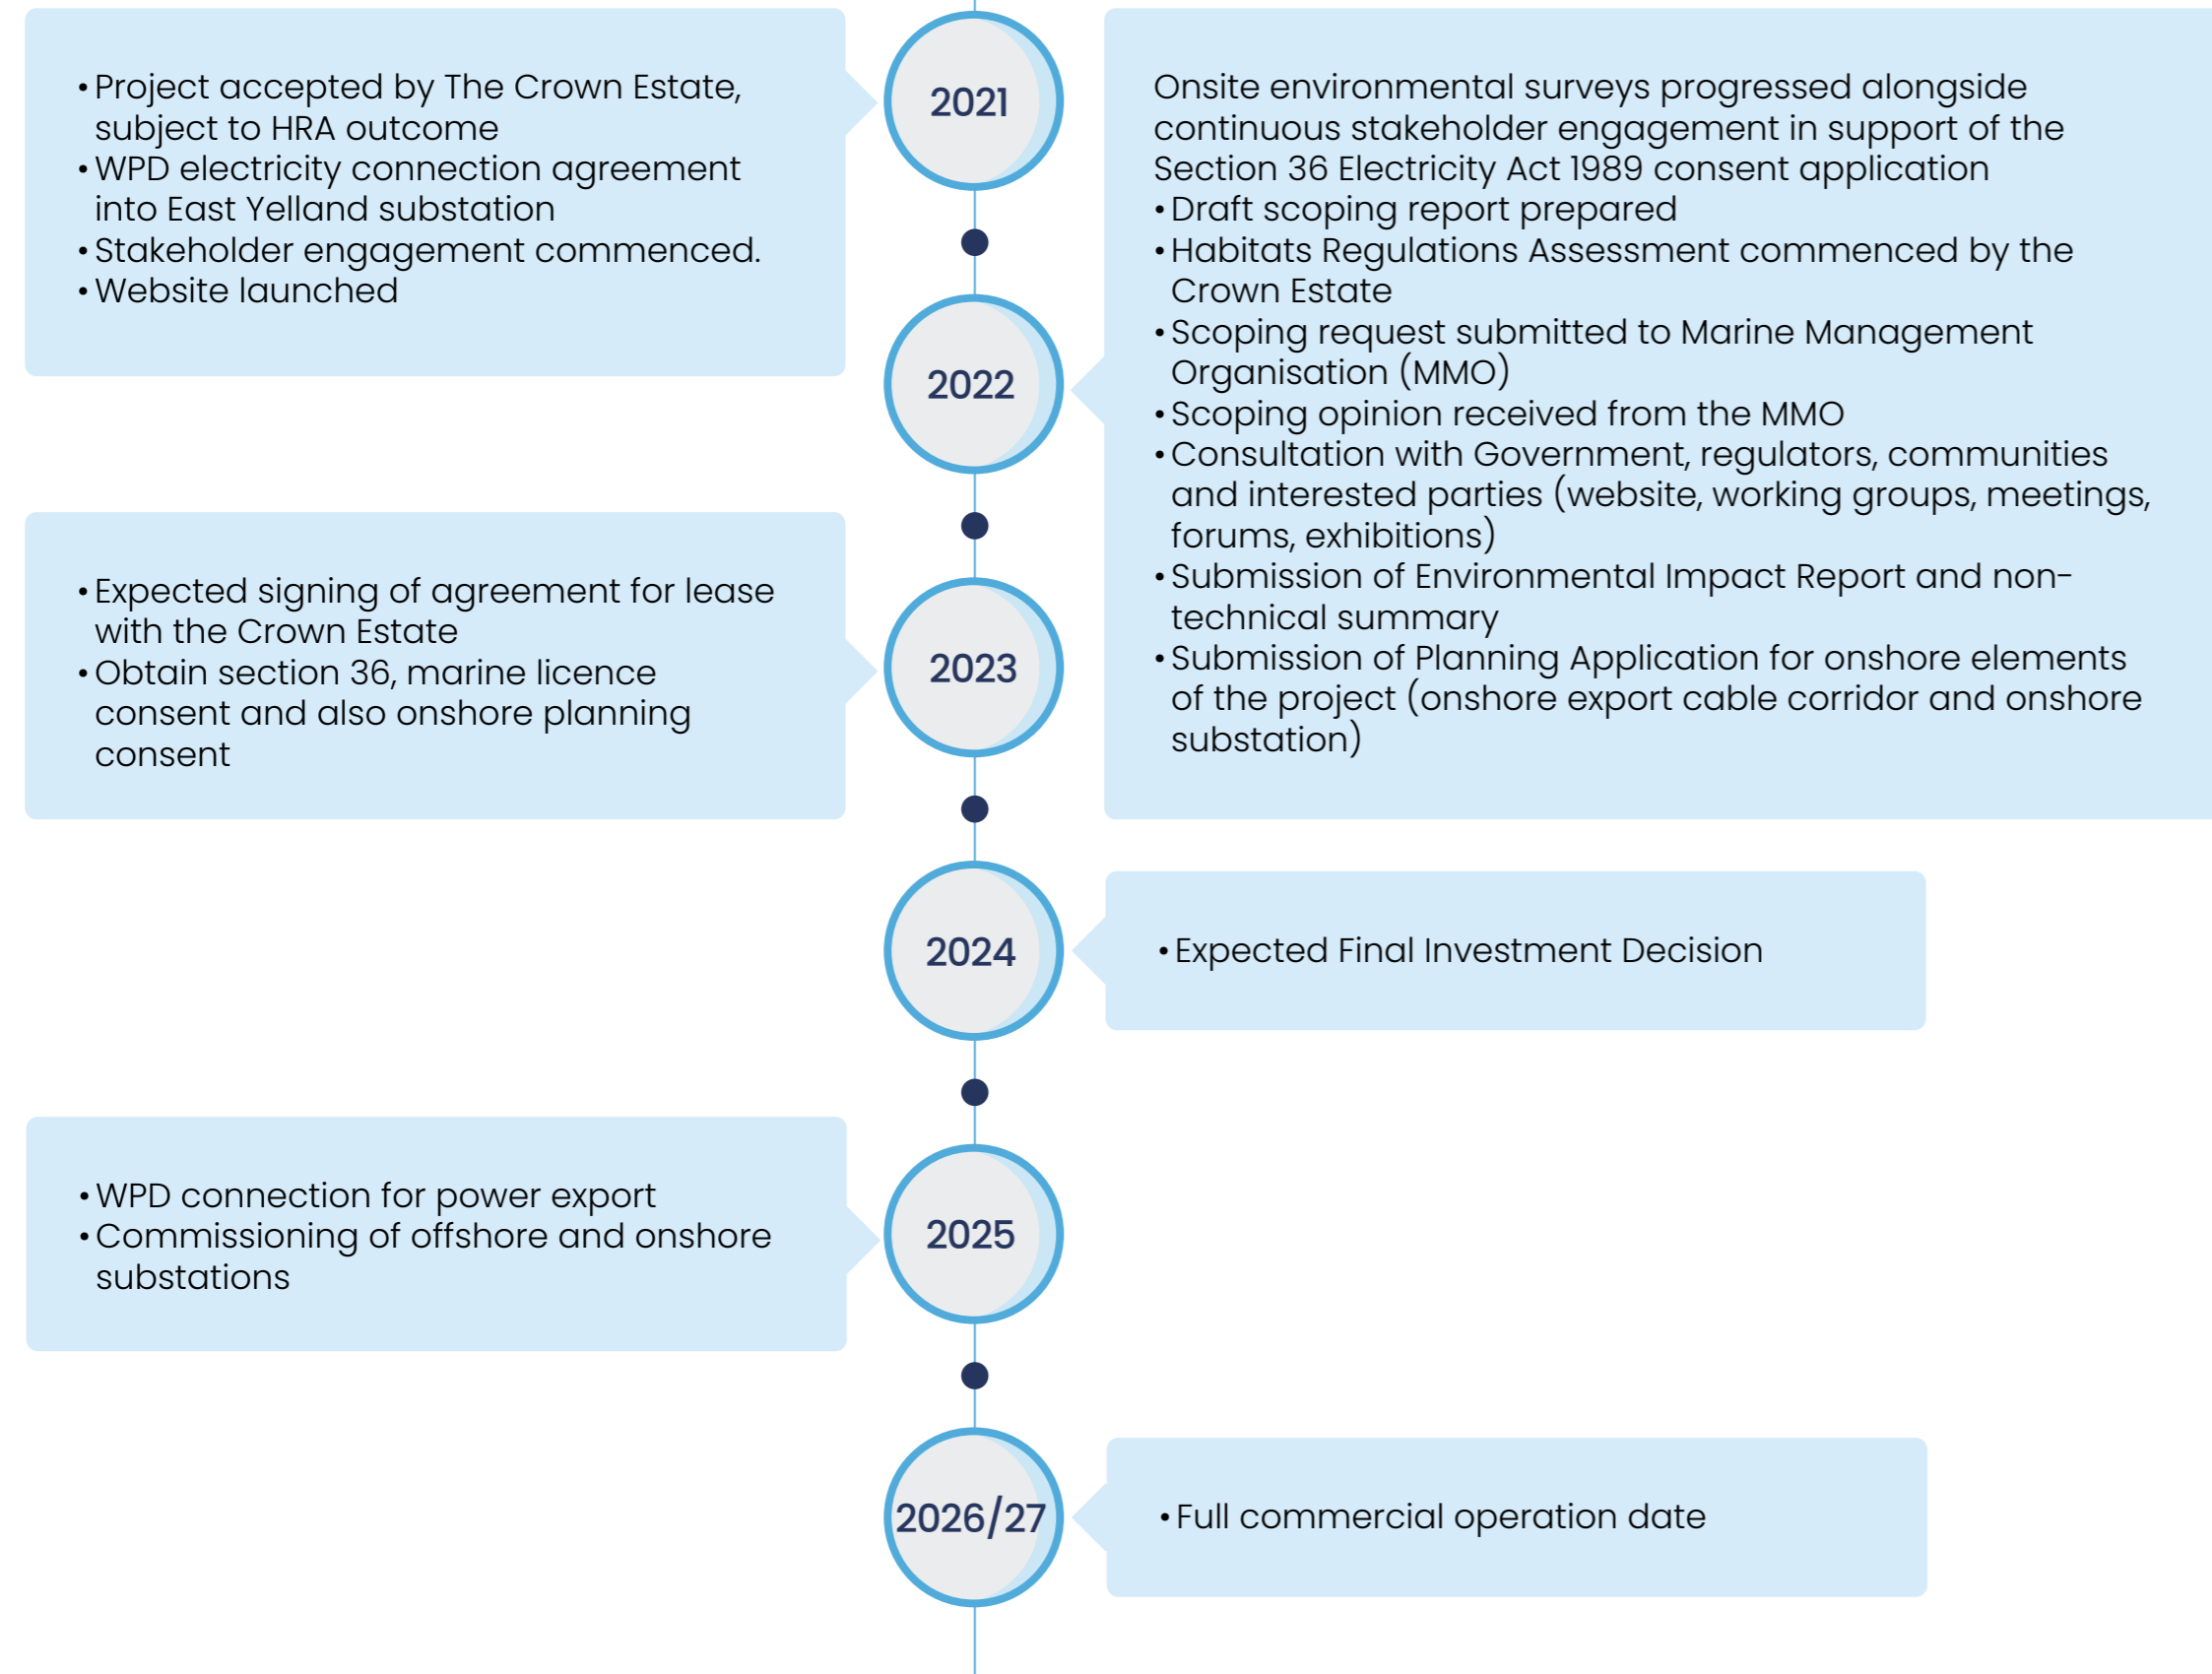 2021
• Project accepted by The Crown Estate,
subject to HRA outcome
• WPD electricity connection agreement
into East Yelland substation
• Stakeholder engagement commenced.
• Website launched
2022
Onsite environmental surveys progressed alongside
continuous stakeholder engagement in support of the
Section 36 Electricity Act 1989 consent application
• Draft scoping report prepared
• Habitats Regulations Assessment commenced by the
Crown Estate
• Scoping request submitted to Marine Management
Organisation (MMO)
• Scoping opinion received from the MMO
• Consultation with Government, regulators, communities
and interested parties (website, working groups, meetings,
forums, exhibitions)
• Submission of Environmental Impact Report and non-
technical summary
• Submission of Planning Application for onshore elements
of the project (onshore export cable corridor and onshore
substation)
2023
• Expected signing of agreement for lease
with the Crown Estate
• Obtain section 36, marine licence
consent and also onshore planning
consent
2024
• Expected Final Investment Decision
2025
• WPD connection for power export
• Commissioning of offshore and onshore
substations
2026/27
• Full commercial operation date